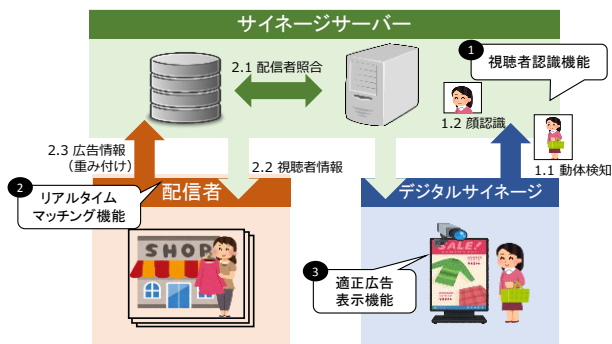 サイネージサーバー
1
視聴者認識機能
2.1 配信者照合
1.2 顔認識
2.3 広告情報
（重み付け）
2.2 視聴者情報
1.1 動体検知
2
リアルタイム
マッチング機能
配信者
デジタルサイネージ
SHOP
SALE!
3
適正広告
表示機能